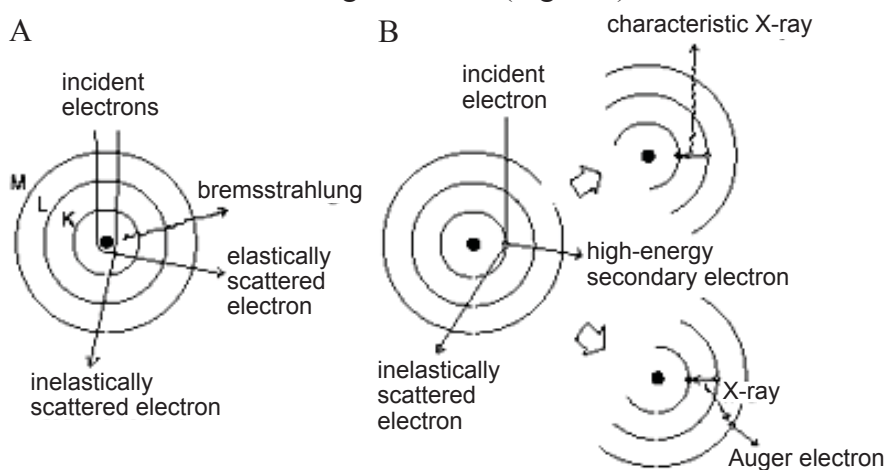 A
incident
electrons
M
L
K
bremsstrahlung
elastically
scattered
electron
inelastically
scattered electron
B
characteristic X-ray
incident
electron
high-energy
secondary electron
inelastically
scattered
electron
X-ray
Auger electron